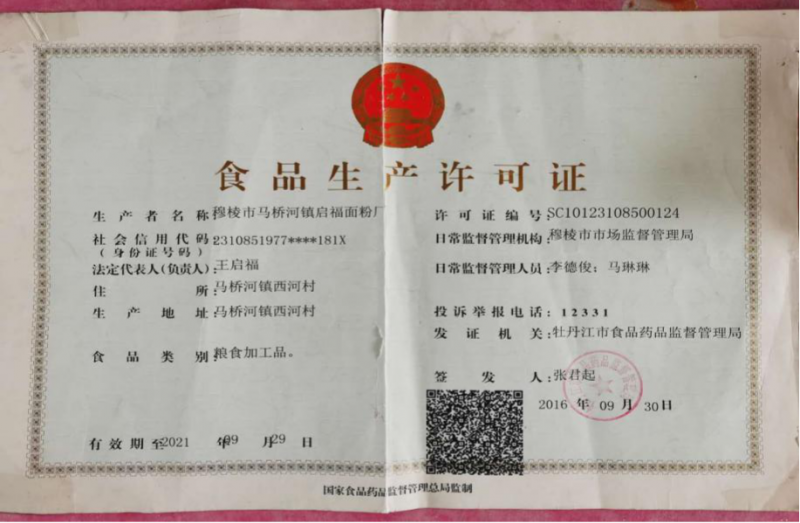 食品生产许可证
生产者名称:穆棱市马桥河镇启福面粉厂
社会信用代码:2310851977****181X
(身份证号码)
法定代表人(负责人):王启福
住所:马桥河镇西河村
生产地址:马桥河镇西河村
食品类别:粮食加工品。
有效期至2021年09月29日
许可证编号:SC10123108500124
日常监督管理机构:穆棱市市场监督管理局
日常监督管理人员:李德俊;马琳琳
投诉举报电话:12331
发证机关:牡丹江市食品药品监督管理局
签发人:张君起
2016年09月30日
国家食品药品监督管理总局监制